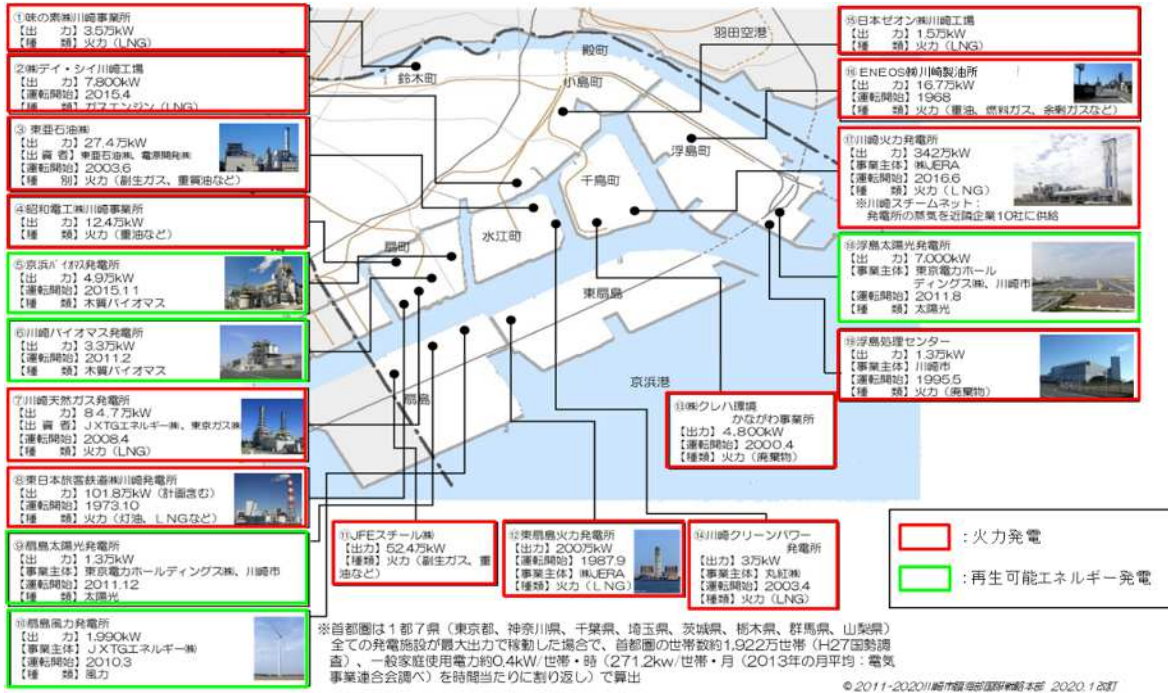 ①味の素㈱川崎事業所
【出　　力】3.5万kW
【種　　類】火力（LNG）
②㈱デイ・シイ川崎工場
【出　　力】7,800kW
【運転開始】2015.4
【種　　類】ガスエンジン（LNG）
③ 東亜石油㈱
【出　　力】27.4万kW
【出 資 者】東亜石油㈱、電源開発㈱
【運転開始】2003.6
【種　　別】火力（副生ガス、重質油など）
④昭和電工㈱川崎事業所
【出　　力】12.4万kW
【種　　類】火力（重油など）
⑤京浜バイオマス発電所
【出　　力】4.9万kW
【運転開始】2015.11
【種　　類】木質バイオマス
⑥川崎バイオマス発電所
【出　　力】3.3万kW
【運転開始】2011.2
【種　　類】木質バイオマス
⑦川崎天然ガス発電所
【出　　力】84.7万kW
【出 資 者】JXTGエネルギー㈱、東京ガス㈱
【運転開始】2008.4
【種　　類】火力（LNG）
⑧東日本旅客鉄道㈱川崎発電所
【出　　力】101.8万kW（計画含む）
【運転開始】1973.10
【種　　類】火力（灯油、LNGなど）
⑨扇島太陽光発電所
【出　　力】1.3万kW
【事業主体】東京電力ホールディングス㈱、川崎市
【運転開始】2011.12
【種　　類】太陽光
⑩扇島風力発電所
【出　　力】1,990kW
【事業主体】JXTGエネルギー㈱
【運転開始】2010.3
【種　　類】風力
鈴木町
殿町
羽田空港
小島町
浮島町
千鳥町
水江町
扇町
東扇島
扇島
京浜港
⑪JFEスチール㈱
【出力】52.4万kW
【種類】火力（副生ガス、重
油など）
⑫東扇島火力発電所
【出力】200万kW
【運転開始】1987.9
【事業主体】㈱JERA
【種類】火力（LNG）
⑬㈱クレハ環境
かながわ事業所
【出力】4,800kW
【運転開始】2000.4
【種類】火力（廃棄物）
⑭川崎クリーンパワー
発電所
【出力】3万kW
【事業主体】丸紅㈱
【運転開始】2003.4
【種類】火力（LNG）
⑮日本ゼオン㈱川崎工場
【出　　力】1.5万kW
【種　　類】火力（LNG）
⑯ENEOS㈱川崎製油所
【出　　力】16.7万kW
【運転開始】1968
【種　　類】火力（重油、燃料ガス、余剰ガスなど）
⑰川崎火力発電所
【出　　力】342万kW
【事業主体】㈱JERA
【運転開始】2016.6
【種　　類】火力（LNG）
※川崎スチームネット：
発電所の蒸気を近隣企業10社に供給
⑱浮島太陽光発電所
【出　　力】7,000kW
【事業主体】東京電力ホール
ディングス㈱、川崎市
【運転開始】2011.8
【種　　類】太陽光
⑲浮島処理センター
【出　　力】1.3万kW
【事業主体】川崎市
【運転開始】1995.5
【種　　類】火力（廃棄物）
：火力発電
：再生可能エネルギー発電
※首都圏は１都７県（東京都、神奈川県、千葉県、埼玉県、茨城県、栃木県、群馬県、山梨県）
全ての発電施設が最大出力で稼動した場合で、首都圏の世帯数約1,922万世帯（H27国勢調
査）、一般家庭使用電力約0.4kW/世帯・時（271.2kw/世帯・月（2013年の月平均：電気
事業連合会調べ）を時間当たりに割り返し）で算出
© 2011-2020川崎市臨海部国際戦略本部 2020.1改訂